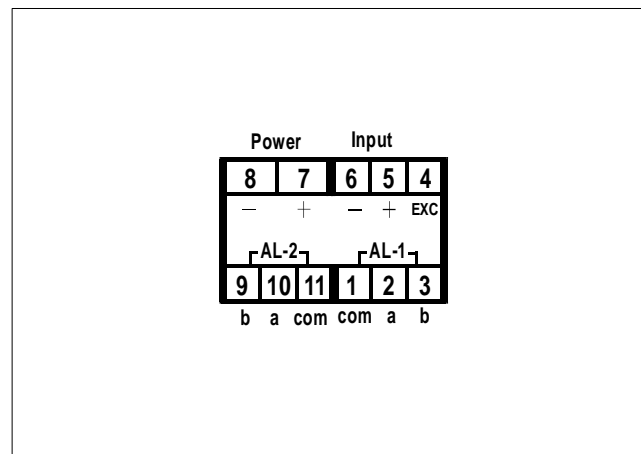 Power Input
8 7 6 5 4
− + − + EXC
AL-2 AL-1
9 10 11 1 2 3
b a com com a b